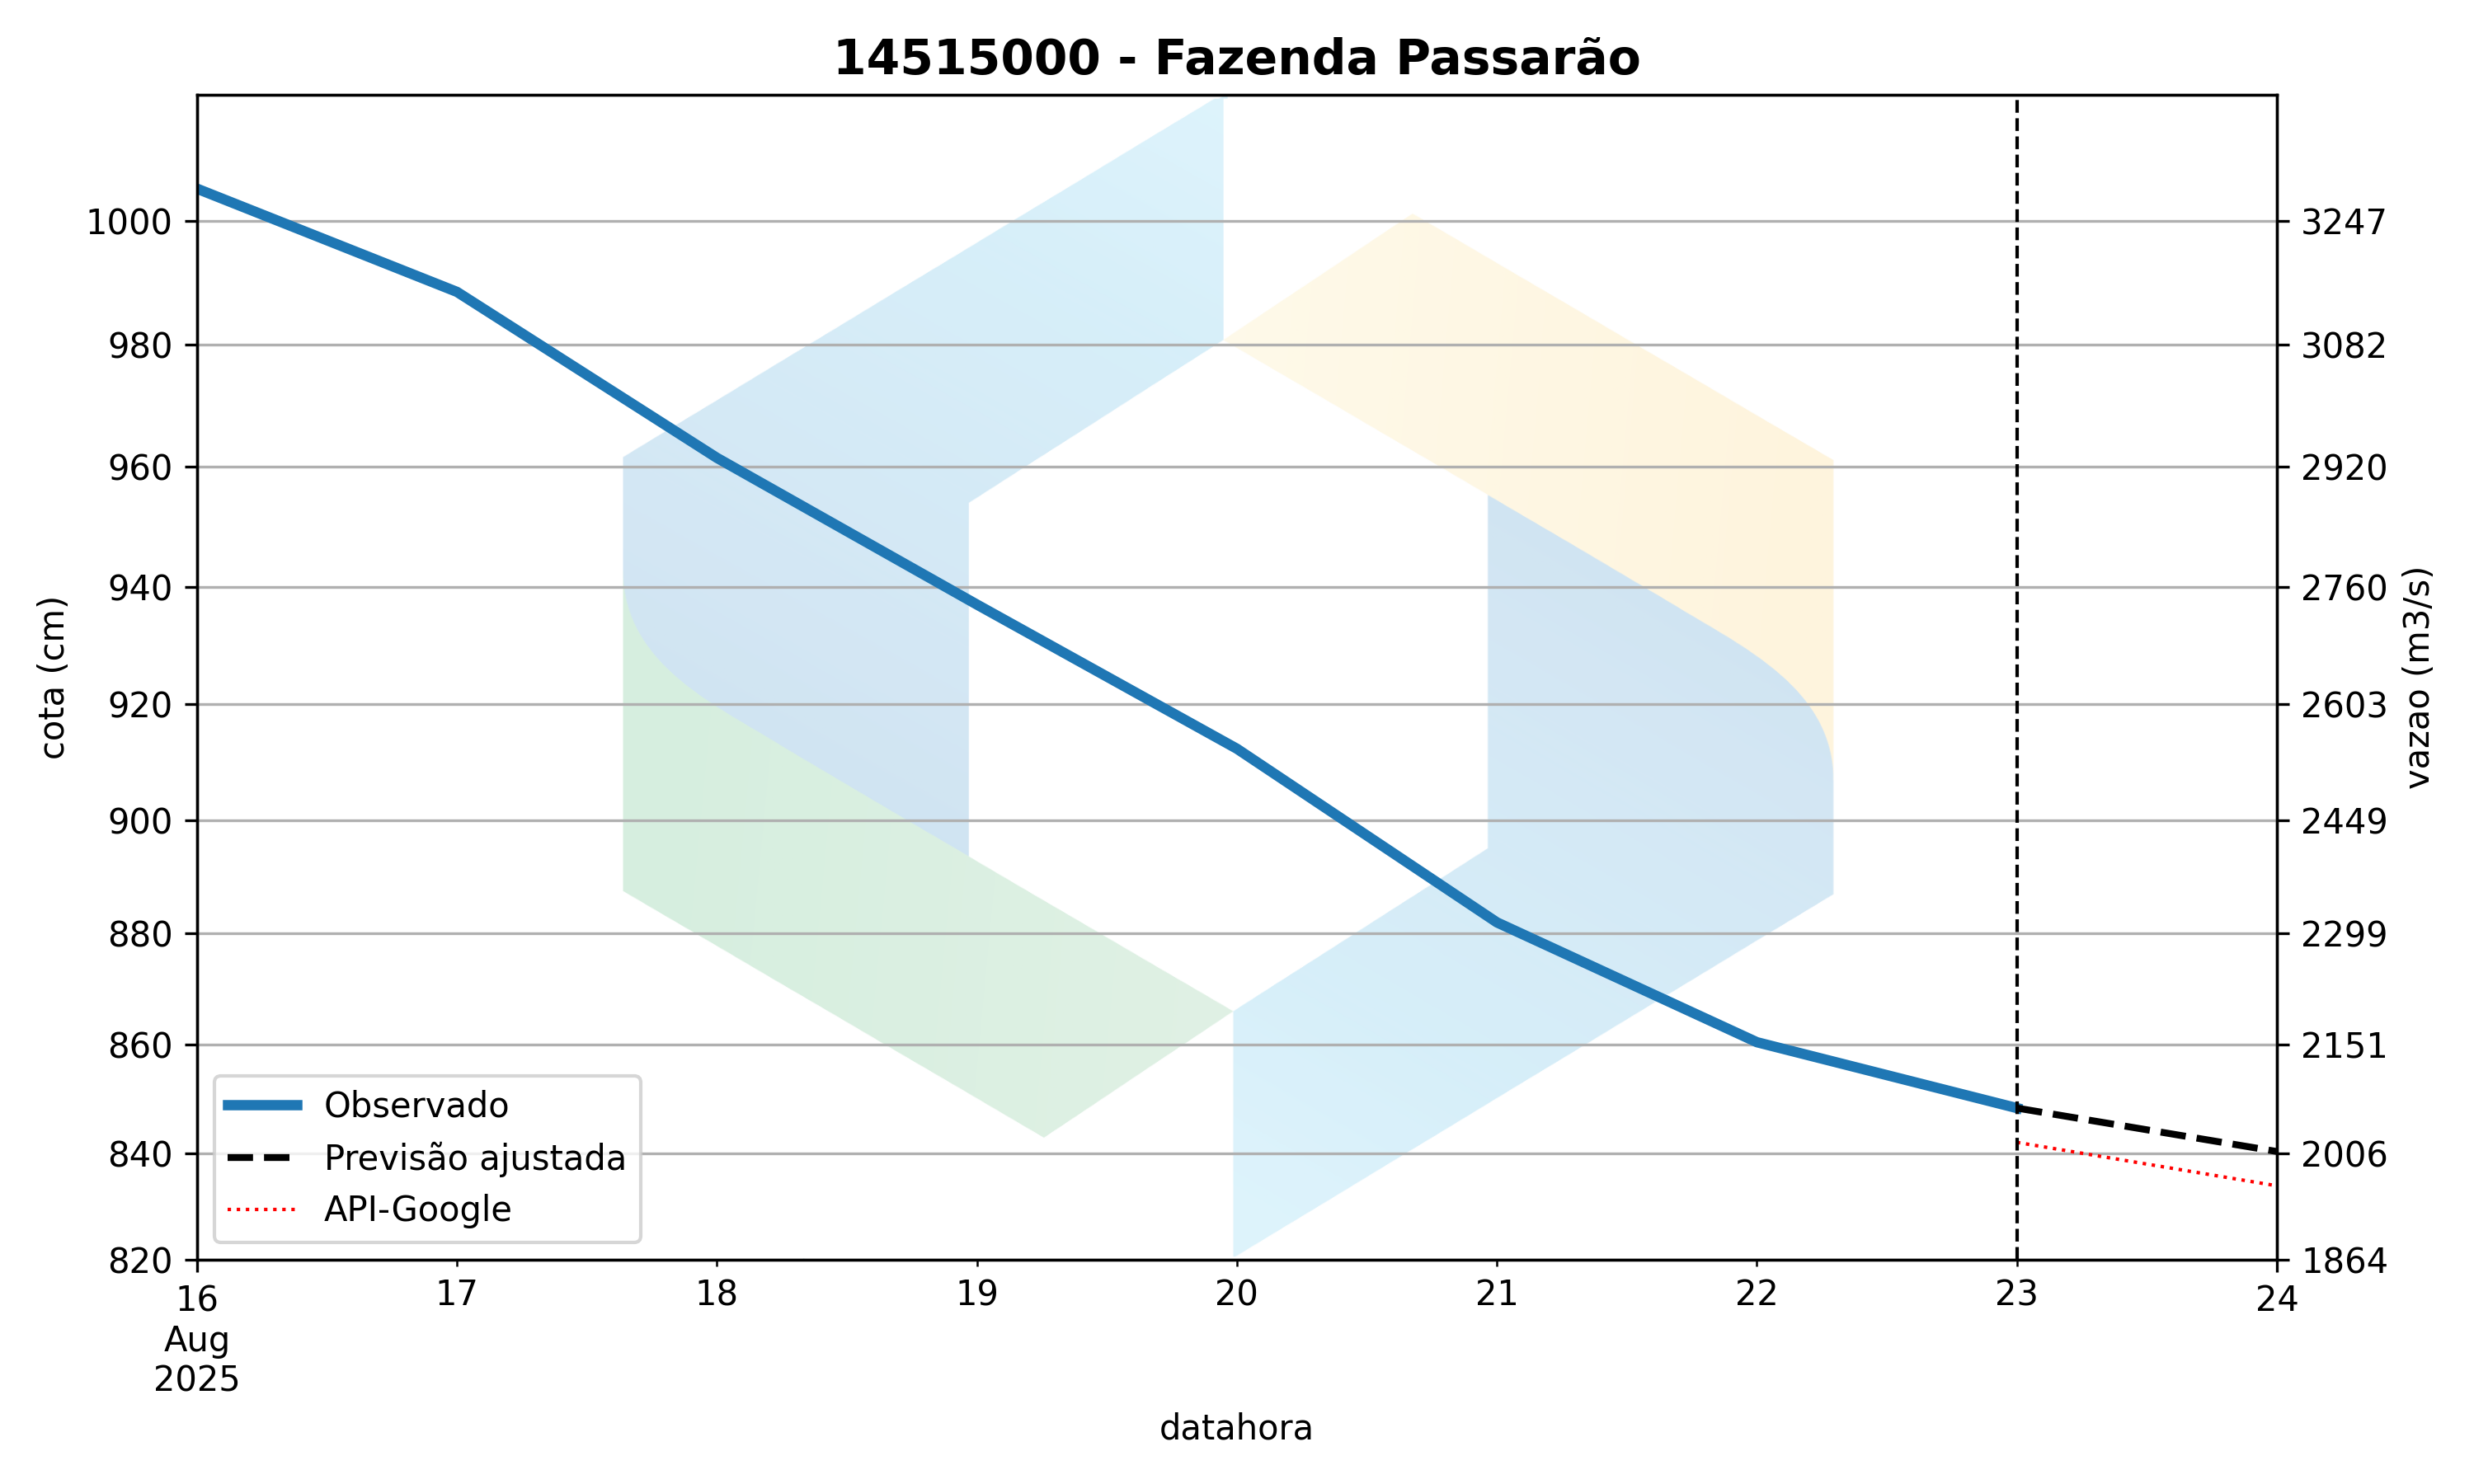 14515000 - Fazenda Passarão
cota (cm)
1000
980
960
940
920
900
880
860
840
820
3247
3082
2920
2760
2603
2449
2299
2151
2006
1864
vazao (m3/s)
Observado
Previsão ajustada
API-Google
16 17 18 19 20 21 22 23 24
Aug
2025
datahora